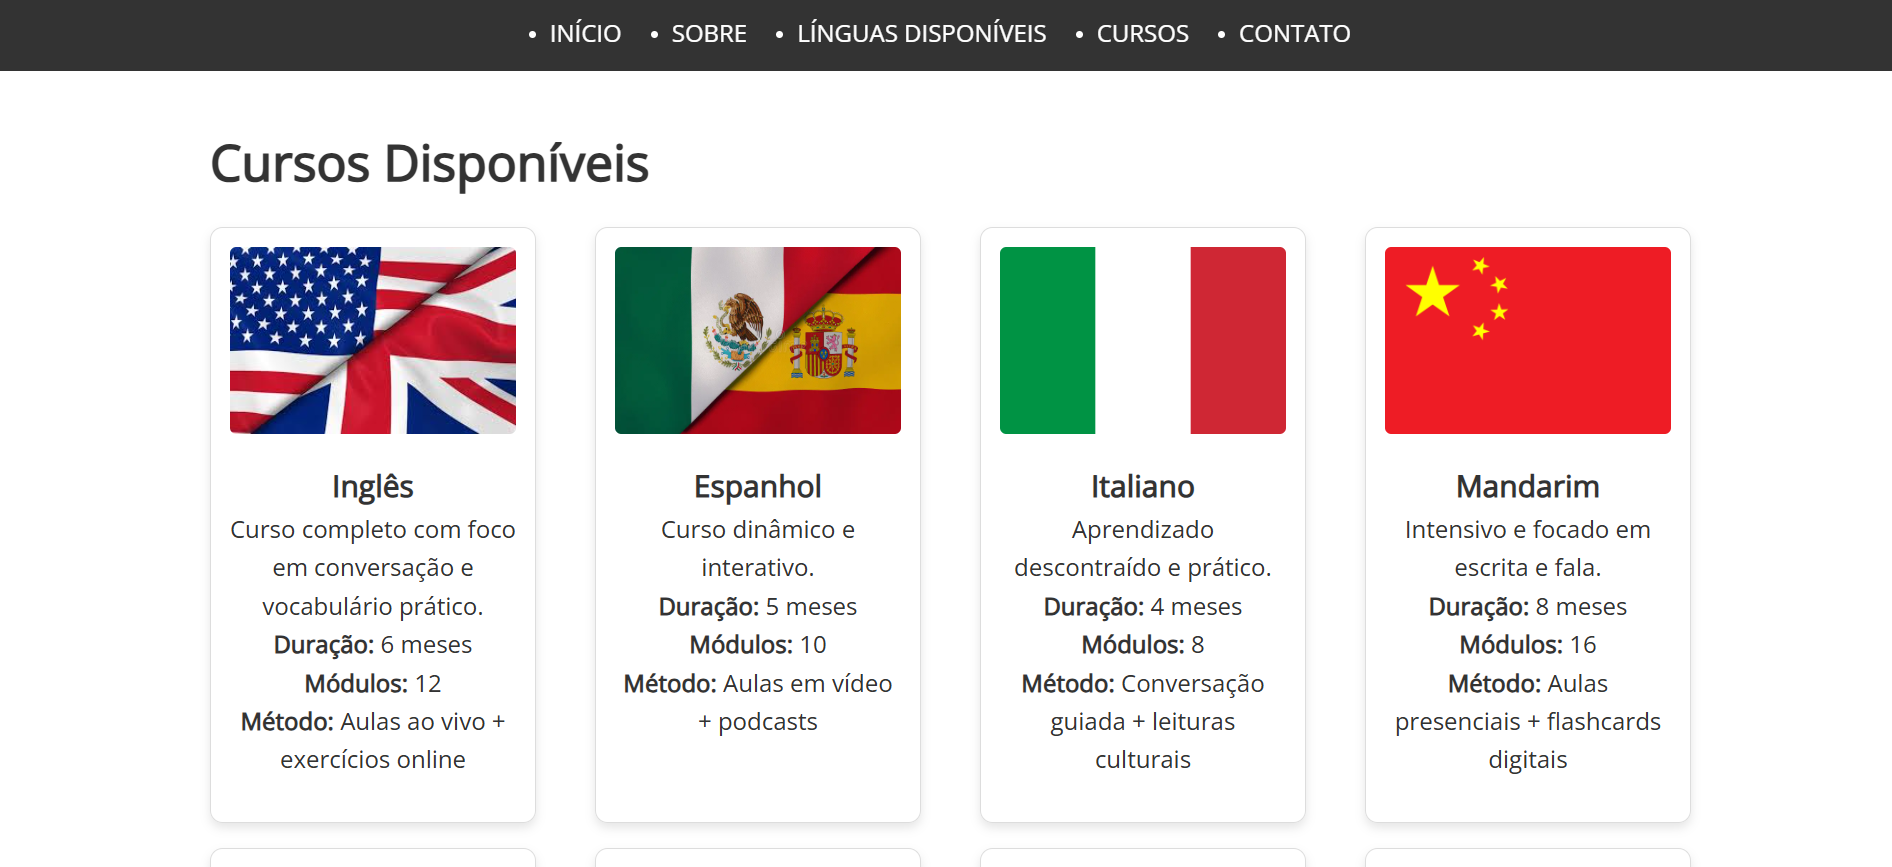 INÍCIO
SOBRE
LÍNGUAS DISPONÍVEIS
CURSOS
CONTATO
Cursos Disponíveis
Inglês
Curso completo com foco
em conversação e
vocabulário prático.
Duração: 6 meses
Módulos: 12
Método: Aulas ao vivo +
exercícios online
Espanhol
Curso dinâmico e
interativo.
Duração: 5 meses
Módulos: 10
Método: Aulas em vídeo
+ podcasts
Italiano
Aprendizado
descontraído e prático.
Duração: 4 meses
Módulos: 8
Método: Conversação
guiada + leituras
culturais
Mandarim
Intensivo e focado em
escrita e fala.
Duração: 8 meses
Módulos: 16
Método: Aulas
presenciais + flashcards
digitais